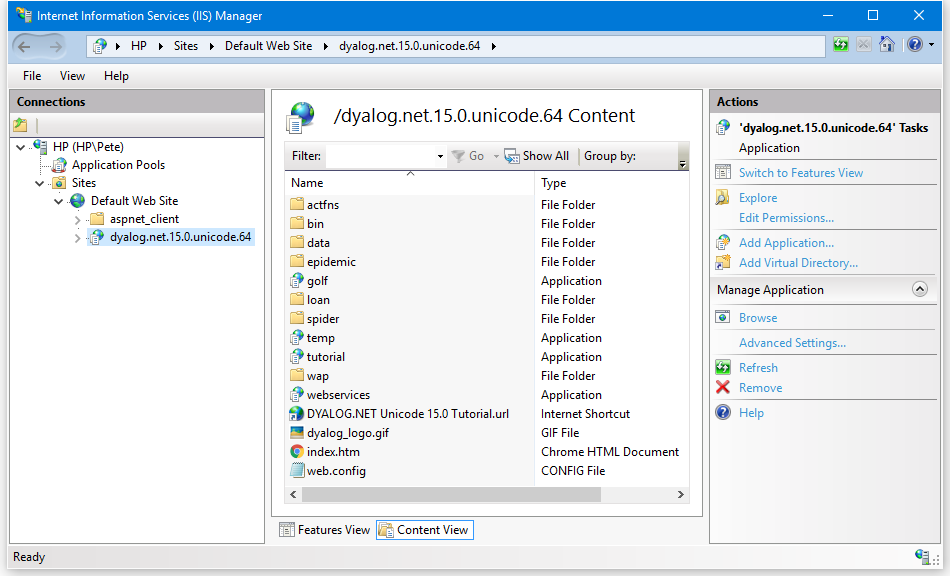 Internet Information Services (IIS) Manager
HP Sites Default Web Site dyalog.net.15.0.unicode.64
File View Help
Connections
HP (HP\Pete)
Application Pools
Sites
Default Web Site
aspnet_client
dyalog.net.15.0.unicode.64
/dyalog.net.15.0.unicode.64 Content
Filter: Go Show All Group by:
Name Type
actfns File Folder
bin File Folder
data File Folder
epidemic File Folder
golf Application
loan File Folder
spider File Folder
temp Application
tutorial Application
wap File Folder
webservices Application
DYALOG.NET Unicode 15.0 Tutorial.url Internet Shortcut
dyalog_logo.gif GIF File
index.htm Chrome HTML Document
web.config CONFIG File
Features View Content View
Actions
'dyalog.net.15.0.unicode.64' Tasks
Application
Switch to Features View
Explore
Edit Permissions...
Add Application...
Add Virtual Directory...
Manage Application
Browse
Advanced Settings...
Refresh
Remove
Help
Ready